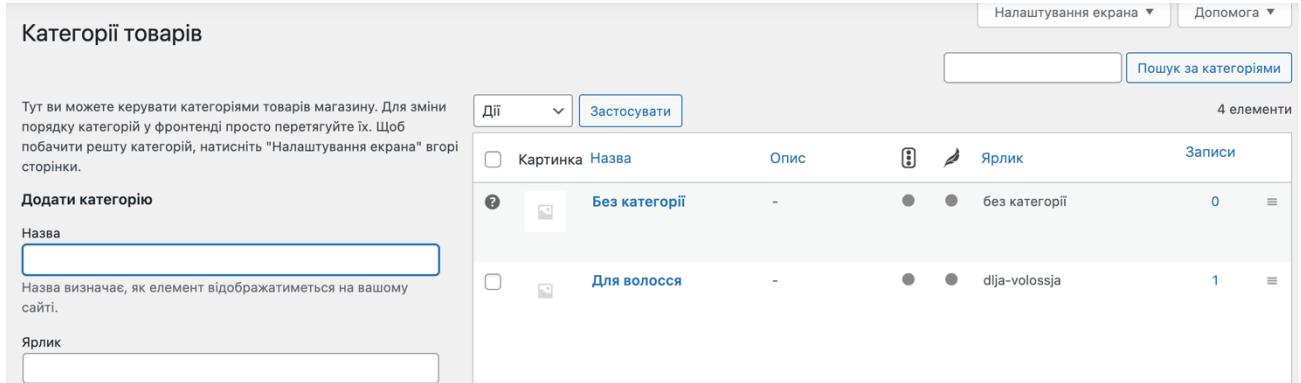 Налаштування екрана ▼
Допомога ▼
Категорії товарів
Пошук за категоріями
Тут ви можете керувати категоріями товарів магазину. Для зміни
порядку категорій у фронтенді просто перетягуйте їх. Щоб
побачити решту категорій, натисніть "Налаштування екрана" вгорі
сторінки.
Додати категорію
Назва
Назва визначає, як елемент відображатиметься на вашому
сайті.
Ярлик
Дії
Застосувати
4 елементи
Картинка Назва Опис Ярлик Записи
Без категорії - без категорії 0
Для волосся - dlja-volossja 1